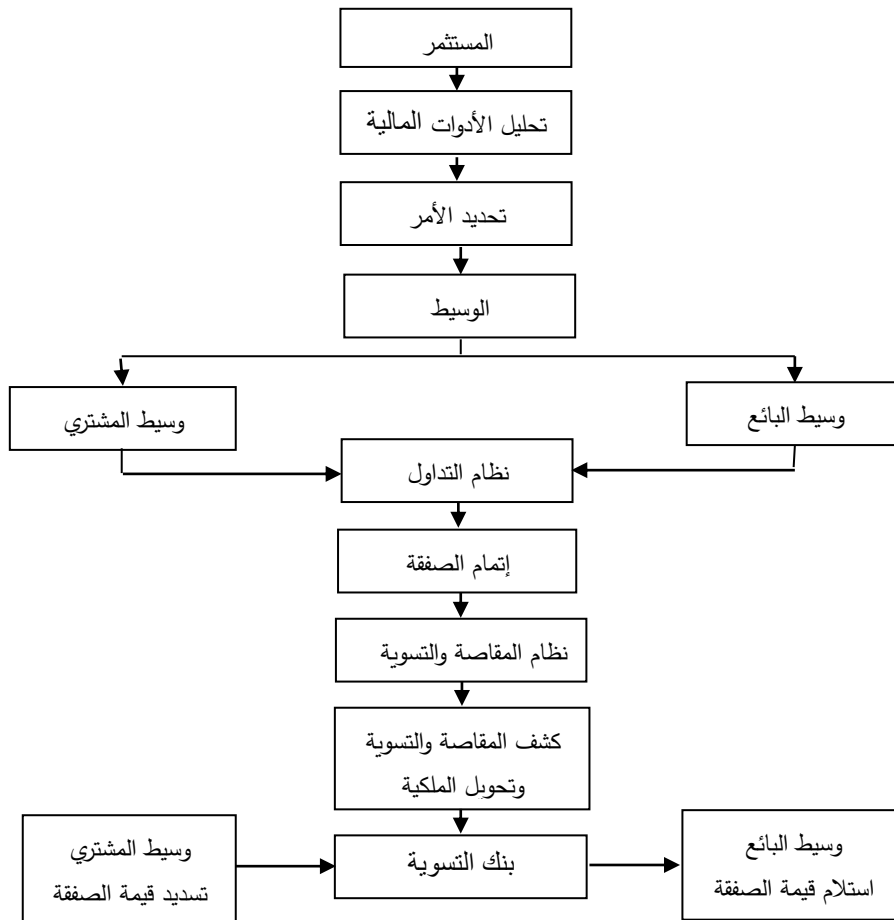 المستثمر
تحليل الأدوات المالية
تحديد الأمر
الوسيط
وسيط البائع
وسيط المشتري
نظام التداول
إتمام الصفقة
نظام المقاصة والتسوية
كشف المقاصة والتسوية
وتحويل الملكية
وسيط البائع
استلام قيمة الصفقة
بنك التسوية
وسيط المشتري
تسديد قيمة الصفقة